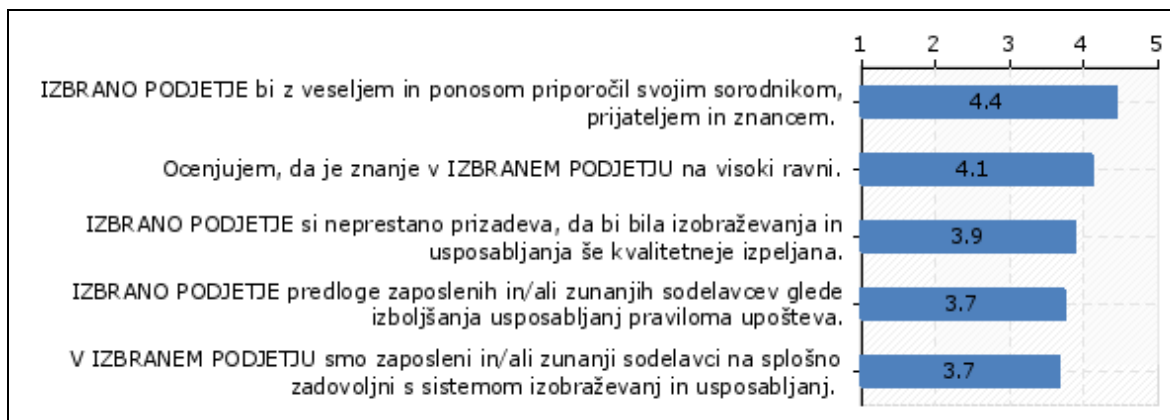 1 2 3 4 5
IZBRANO PODJETJE bi z veseljem in ponosom priporočil svojim sorodnikom,
prijateljem in znancem.
4.4
Ocenjujem, da je znanje v IZBRANEM PODJETJU na visoki ravni.
4.1
IZBRANO PODJETJE si neprestano prizadeva, da bi bila izobraževanja in
usposabljanja še kvalitetneje izpeljana.
3.9
IZBRANO PODJETJE predloge zaposlenih in/ali zunanjih sodelavcev glede
izboljšanja usposabljanj praviloma upošteva.
3.7
V IZBRANEM PODJETJU smo zaposleni in/ali zunanji sodelavci na splošno
zadovoljni s sistemom izobraževanj in usposabljanj.
3.7